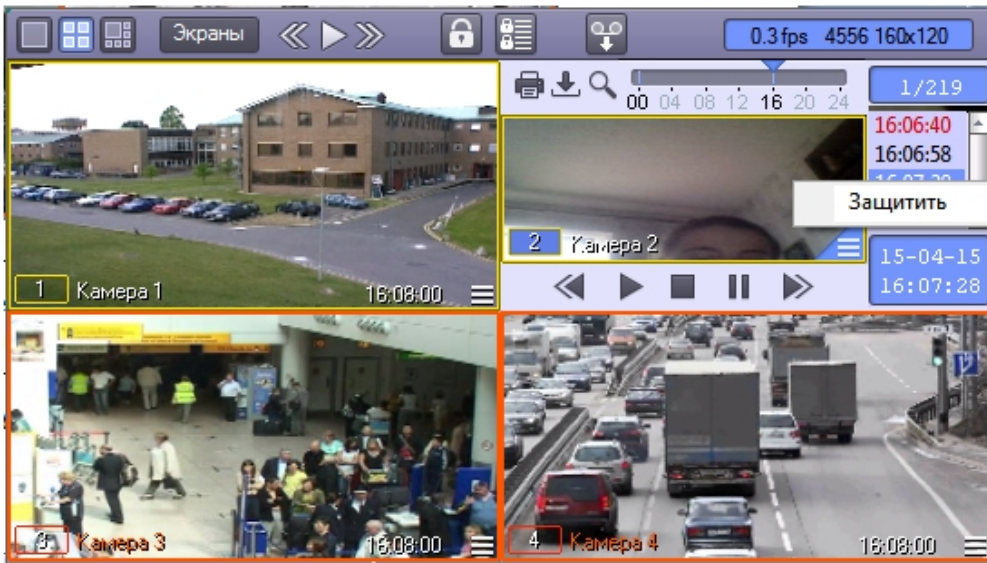 Экраны
0.3 fps 4556 160x120
00 04 08 12 16 20 24
1/219
16:06:40
16:06:58
Защитить
2 Камера 2
15-04-15
16:07:28
1 Камера 1 16:08:00
3 Камера 3 16:08:00
4 Камера 4 16:08:00